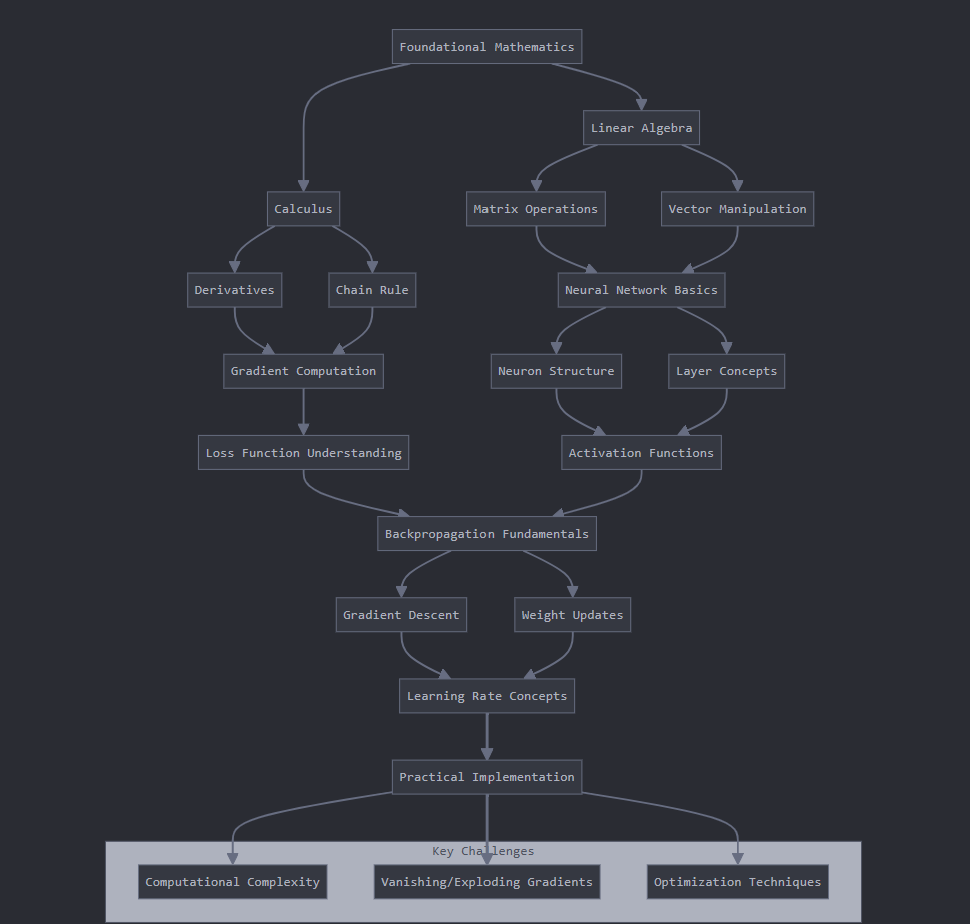 Foundational Mathematics
Linear Algebra
Calculus
Matrix Operations
Vector Manipulation
Derivatives
Chain Rule
Neural Network Basics
Gradient Computation
Neuron Structure
Layer Concepts
Loss Function Understanding
Activation Functions
Backpropagation Fundamentals
Gradient Descent
Weight Updates
Learning Rate Concepts
Practical Implementation
Key Challenges
Computational Complexity
Vanishing/Exploding Gradients
Optimization Techniques